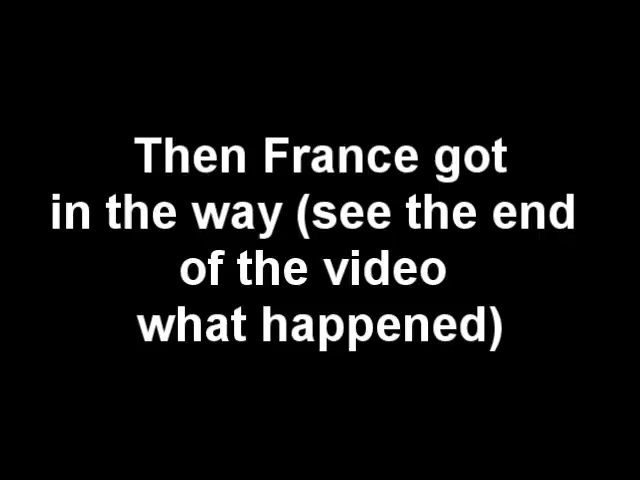 Then France got
in the way (see the end
of the video
what happened)